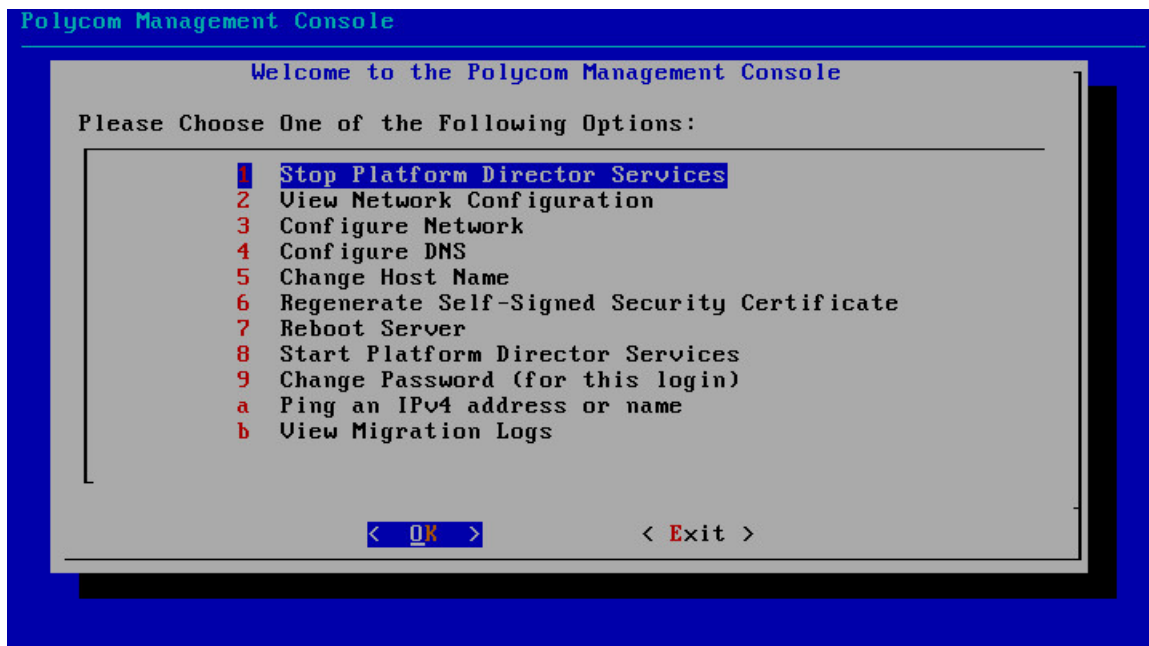 Polycom Management Console
Welcome to the Polycom Management Console
Please Choose One of the Following Options:
1 Stop Platform Director Services
2 View Network Configuration
3 Configure Network
4 Configure DNS
5 Change Host Name
6 Regenerate Self-Signed Security Certificate
7 Reboot Server
8 Start Platform Director Services
9 Change Password (for this login)
a Ping an IPv4 address or name
b View Migration Logs
< OK > < Exit >